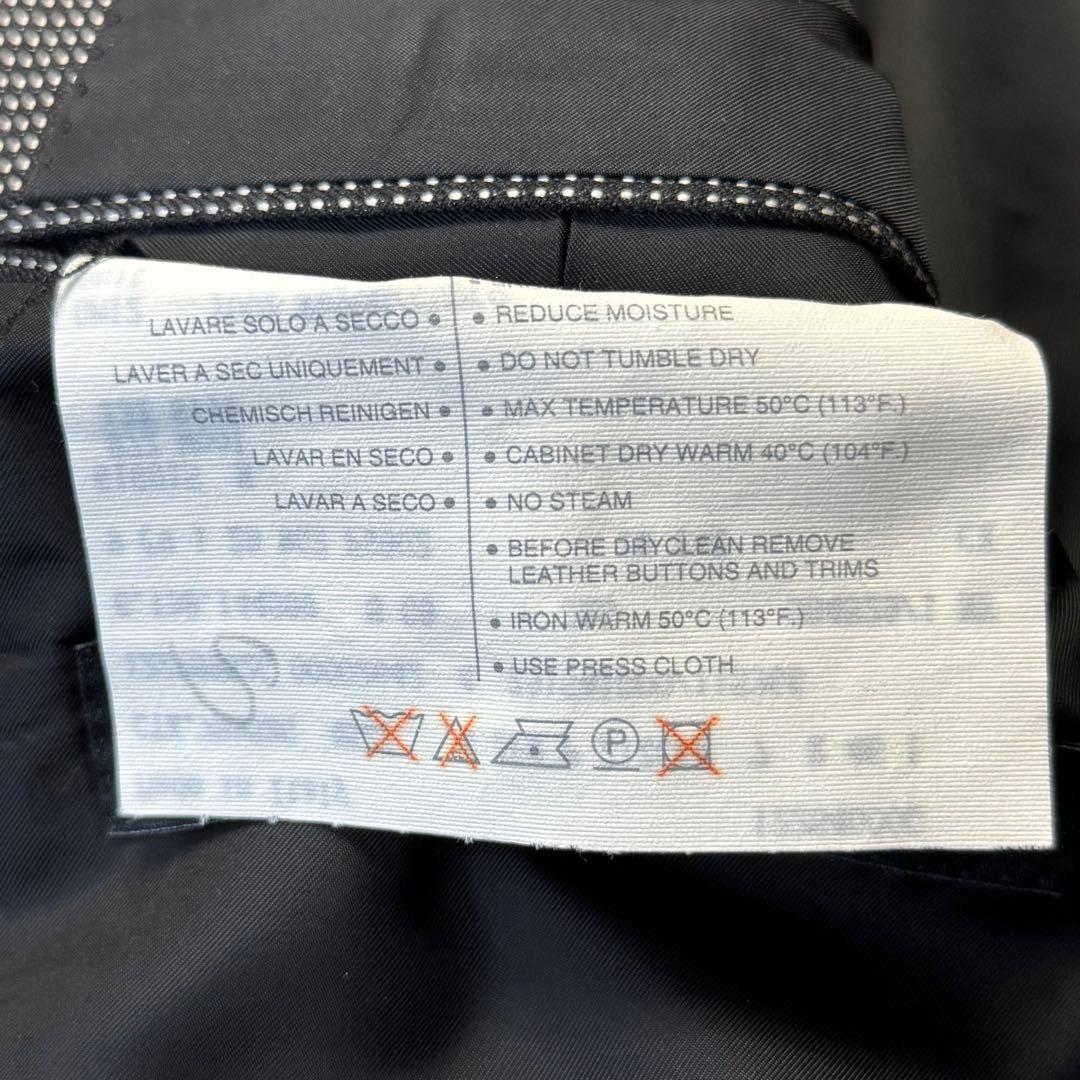 LAVARE SOLO A SECCO •
LAVER A SEC UNIQUEMENT •
CHEMISCH REINIGEN •
LAVAR EN SECO •
LAVAR A SECO •
• REDUCE MOISTURE
• DO NOT TUMBLE DRY
• MAX TEMPERATURE 50°C (113°F.)
• CABINET DRY WARM 40°C (104°F.)
• NO STEAM
• BEFORE DRYCLEAN REMOVE
LEATHER BUTTONS AND TRIMS
• IRON WARM 50°C (113°F.)
• USE PRESS CLOTH
P